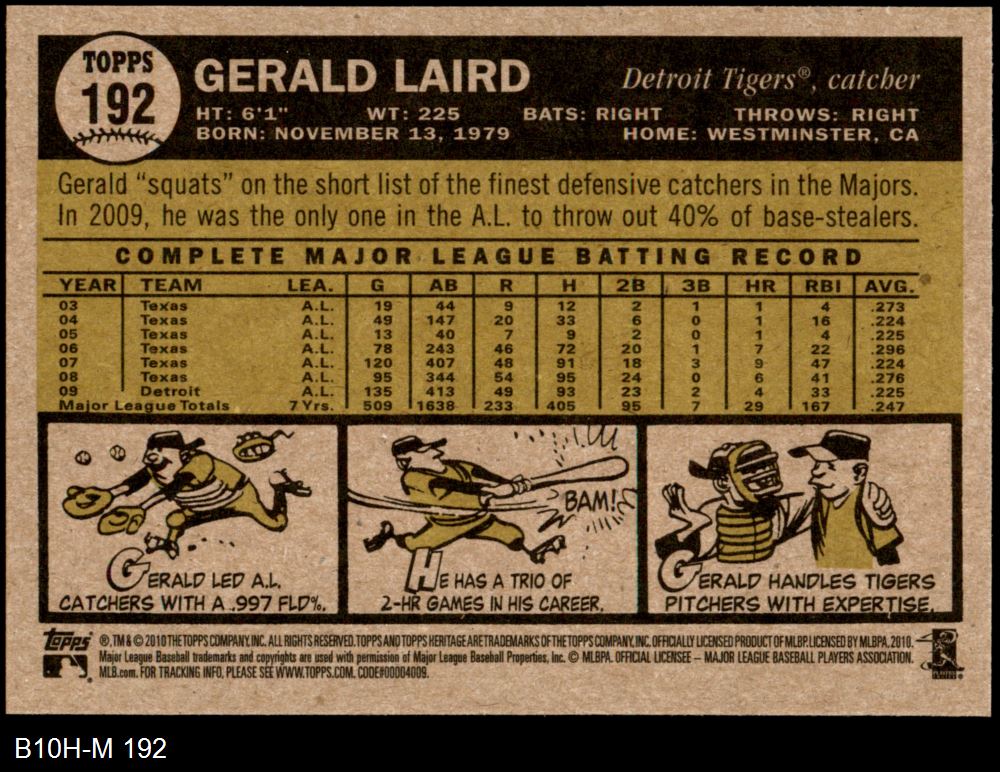 TOPPS
192
GERALD LAIRD
Detroit Tigers®, catcher
HT: 6'1" WT: 225 BATS: RIGHT THROWS: RIGHT
BORN: NOVEMBER 13, 1979 HOME: WESTMINSTER, CA
Gerald “squats” on the short list of the finest defensive catchers in the Majors.
In 2009, he was the only one in the A.L. to throw out 40% of base-stealers.
COMPLETE MAJOR LEAGUE BATTING RECORD
YEAR TEAM LEA. G AB R H 2B 3B HR RBI AVG.
03 Texas A.L. 19 44 9 12 2 1 1 4 .273
04 Texas A.L. 49 147 20 33 6 0 1 16 .224
05 Texas A.L. 13 40 7 9 2 0 1 4 .225
06 Texas A.L. 78 243 46 72 20 1 7 22 .296
07 Texas A.L. 120 407 48 91 18 3 9 47 .224
08 Texas A.L. 95 344 54 95 24 0 6 41 .276
09 Detroit A.L. 135 413 49 93 23 2 4 33 .225
Major League Totals 7 Yrs. 509 1638 233 405 95 7 29 167 .247
GERALD LED A.L.
CATCHERS WITH A .997 FLD%.
BAM!
HE HAS A TRIO OF
2-HR GAMES IN HIS CAREER.
GERALD HANDLES TIGERS
PITCHERS WITH EXPERTISE.
Topps ®, TM & © 2010 THE TOPPS COMPANY, INC. ALL RIGHTS RESERVED. TOPPS AND TOPPS HERITAGE ARE TRADEMARKS OF THE TOPPS COMPANY, INC. OFFICIALLY LICENSED PRODUCT OF MLBP. LICENSED BY MLBPA, 2010.
Major League Baseball trademarks and copyrights are used with permission of Major League Baseball Properties, Inc. © MLBPA. OFFICIAL LICENSEE – MAJOR LEAGUE BASEBALL PLAYERS ASSOCIATION.
MLB.com. FOR TRACKING INFO, PLEASE SEE WWW.TOPPS.COM. CODE#00004009.
B10H-M 192